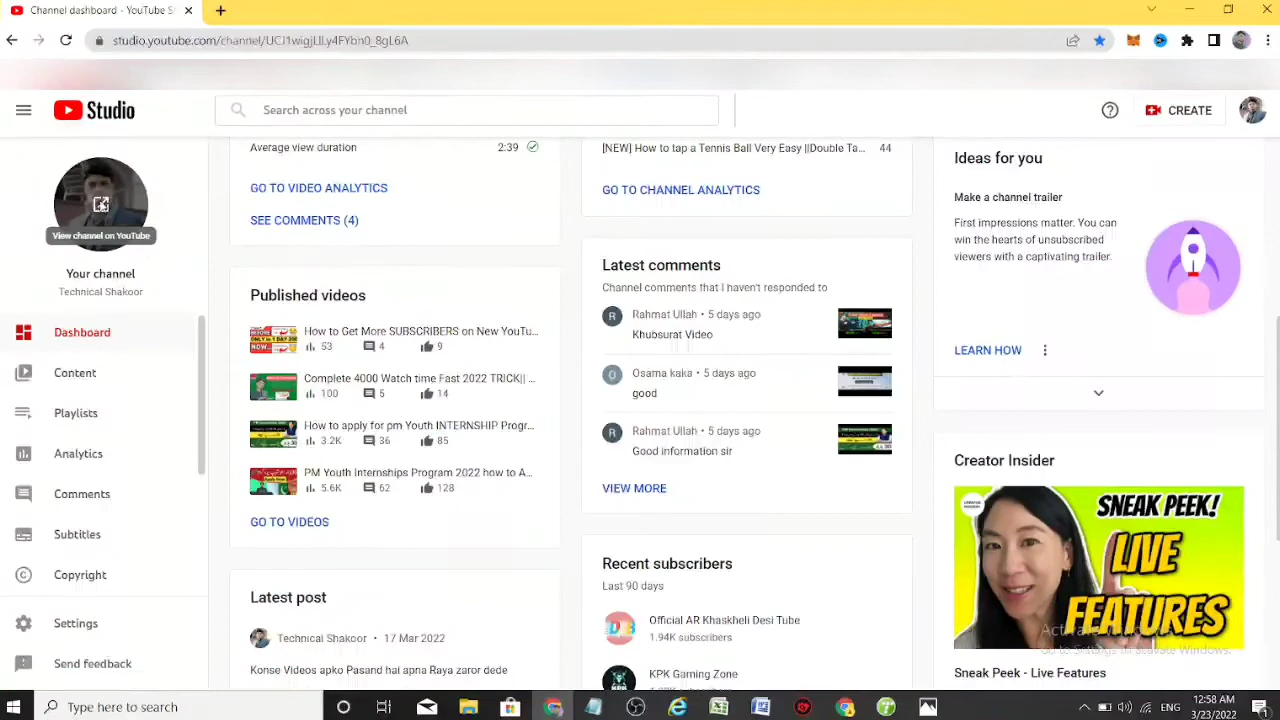 Channel dashboard - YouTube S
studio.youtube.com/channel/
Studio
Search across your channel
CREATE
View channel on YouTube
Your channel
Technical Shakoor
Dashboard
Content
Playlists
Analytics
Comments
Subtitles
Copyright
Settings
Send feedback
Average view duration 2:39
GO TO VIDEO ANALYTICS
SEE COMMENTS (4)
Published videos
How to Get More SUBSCRIBERS on New YouTu...
53 4 9
Complete 4000 Watch time Fast 2022 TRICK|| ...
100 5 14
How to apply for pm Youth INTERNSHIP Progr...
3.2K 36 85
PM Youth Internships Program 2022 how to A...
5.6K 62 128
GO TO VIDEOS
Latest post
Technical Shakoor • 17 Mar 2022
Konse Videos apko Pasand hai apna Raya zaror dede
[NEW] How to tap a Tennis Ball Very Easy ||Double Ta... 44
GO TO CHANNEL ANALYTICS
Latest comments
Channel comments that I haven't responded to
R Rahmat Ullah • 5 days ago
Khubsurat Video
O Osama kaka • 5 days ago
good
R Rahmat Ullah • 5 days ago
Good information sir
VIEW MORE
Recent subscribers
Last 90 days
Official AR Khaskheli Desi Tube
1.94K subscribers
KPK Gaming Zone
Ideas for you
Make a channel trailer
First impressions matter. You can
win the hearts of unsubscribed
viewers with a captivating trailer.
LEARN HOW
Creator Insider
SNEAK PEEK!
LIVE
FEATURES
Activate Windows
Go to Settings to activate Windows.
Sneak Peek - Live Features
Type here to search
ENG
12:58 AM
3/23/2022